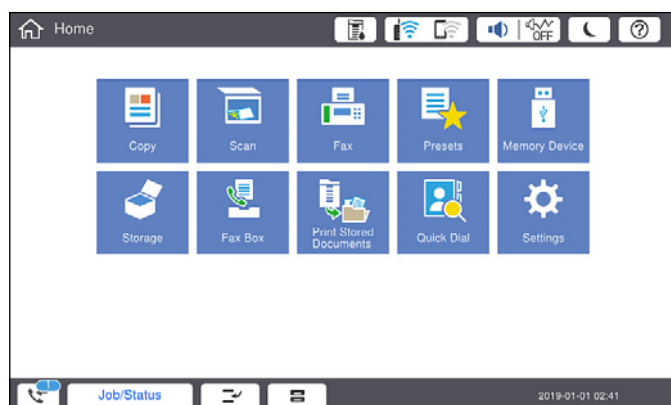 Home
OFF
Copy
Scan
Fax
Presets
Memory Device
Storage
Fax Box
Print Stored
Documents
Quick Dial
Settings
1
Job/Status
2019-01-01 02:41